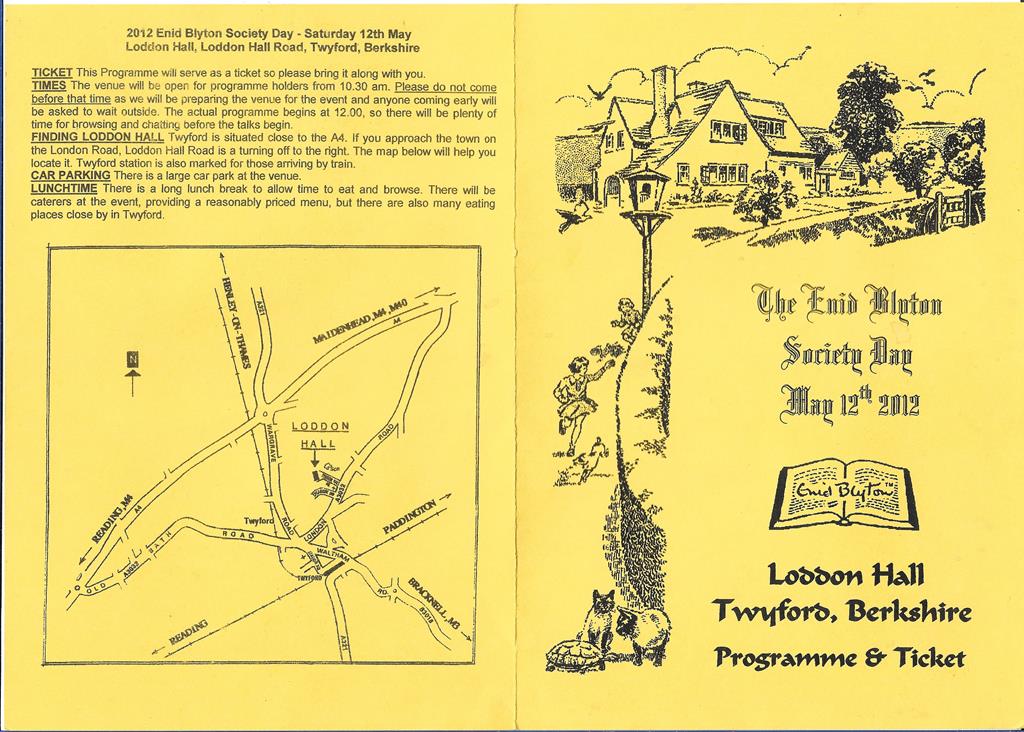 2012 Enid Blyton Society Day - Saturday 12th May
Loddon Hall, Loddon Hall Road, Twyford, Berkshire
TICKET This Programme will serve as a ticket so please bring it along with you.
TIMES The venue will be open for programme holders from 10.30 am. Please do not come
before that time as we will be preparing the venue for the event and anyone coming early will
be asked to wait outside. The actual programme begins at 12.00, so there will be plenty of
time for browsing and chatting before the talks begin.
FINDING LODDON HALL Twyford is situated close to the A4. If you approach the town on
the London Road, Loddon Hall Road is a turning off to the right. The map below will help you
locate it. Twyford station is also marked for those arriving by train.
CAR PARKING There is a large car park at the venue.
LUNCHTIME There is a long lunch break to allow time to eat and browse. There will be
caterers at the event, providing a reasonably priced menu, but there are also many eating
places close by in Twyford.
HENLEY-ON-THAMES
A321
MAIDENHEAD, M4, M40
A4
N
WARGRAVE
ROAD
LODDON
HALL
ROAD
A3032
LONDON
READING, M4
A4
Twyford
PADDINGTON
OLD
A3032
BATH
ROAD
WALTHAM
TWYFORD
RD
BRACKNELL, M3
B3018
READING
The Enid Blyton
Society Day
May 12th 2012
Enid Blyton™
Loddon Hall
Twyford, Berkshire
Programme & Ticket